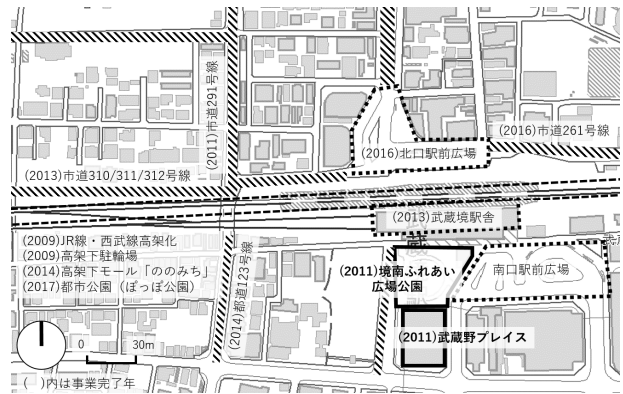 (2011)市道291号線
(2016)市道261号線
(2016)北口駅前広場
(2013)市道310/311/312号線
(2013)武蔵境駅舎
(2009)JR線・西武線高架化
(2009)高架下駐輪場
(2014)高架下モール「ののみち」
(2017)都市公園（ぽっぽ公園）
(2014)都道123号線
(2011)境南ふれあい
広場公園
南口駅前広場
(2011)武蔵野プレイス
0 30m
(　)内は事業完了年